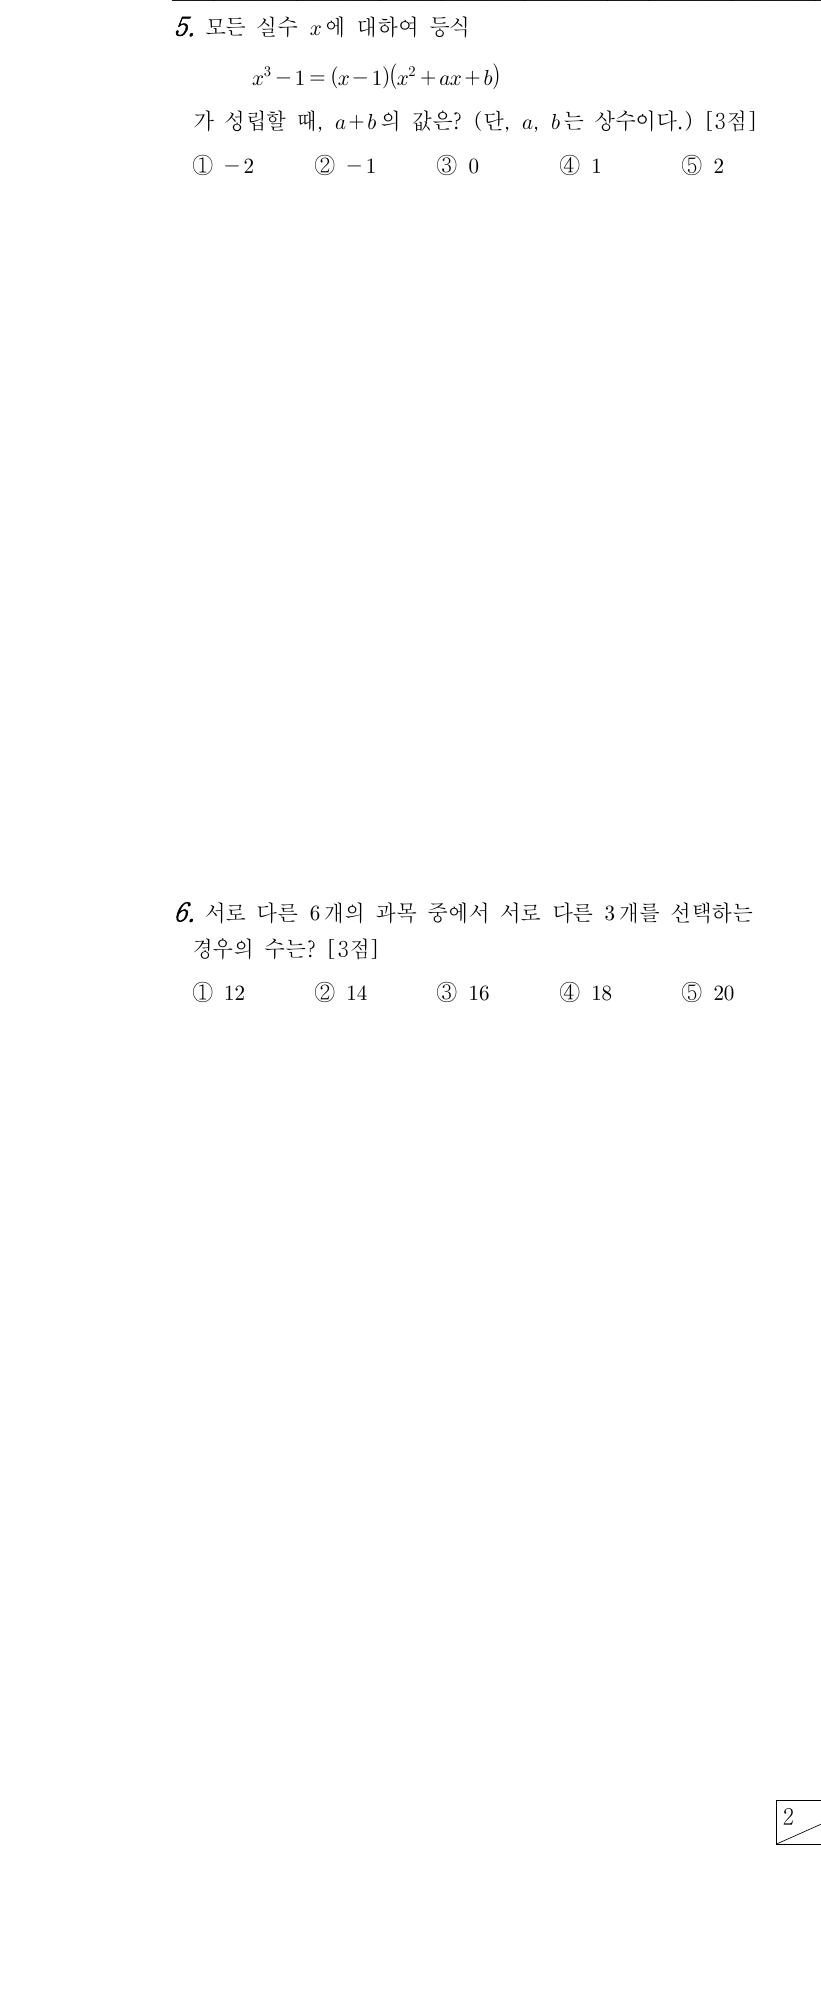 5. 모든 실수 x에 대하여 등식
x³－1＝(x－1)(x²＋ax＋b)
가 성립할 때, a＋b의 값은? (단, a, b는 상수이다.) [3점]
① －2 ② －1 ③ 0 ④ 1 ⑤ 2
6. 서로 다른 6개의 과목 중에서 서로 다른 3개를 선택하는
경우의 수는? [3점]
① 12 ② 14 ③ 16 ④ 18 ⑤ 20
2